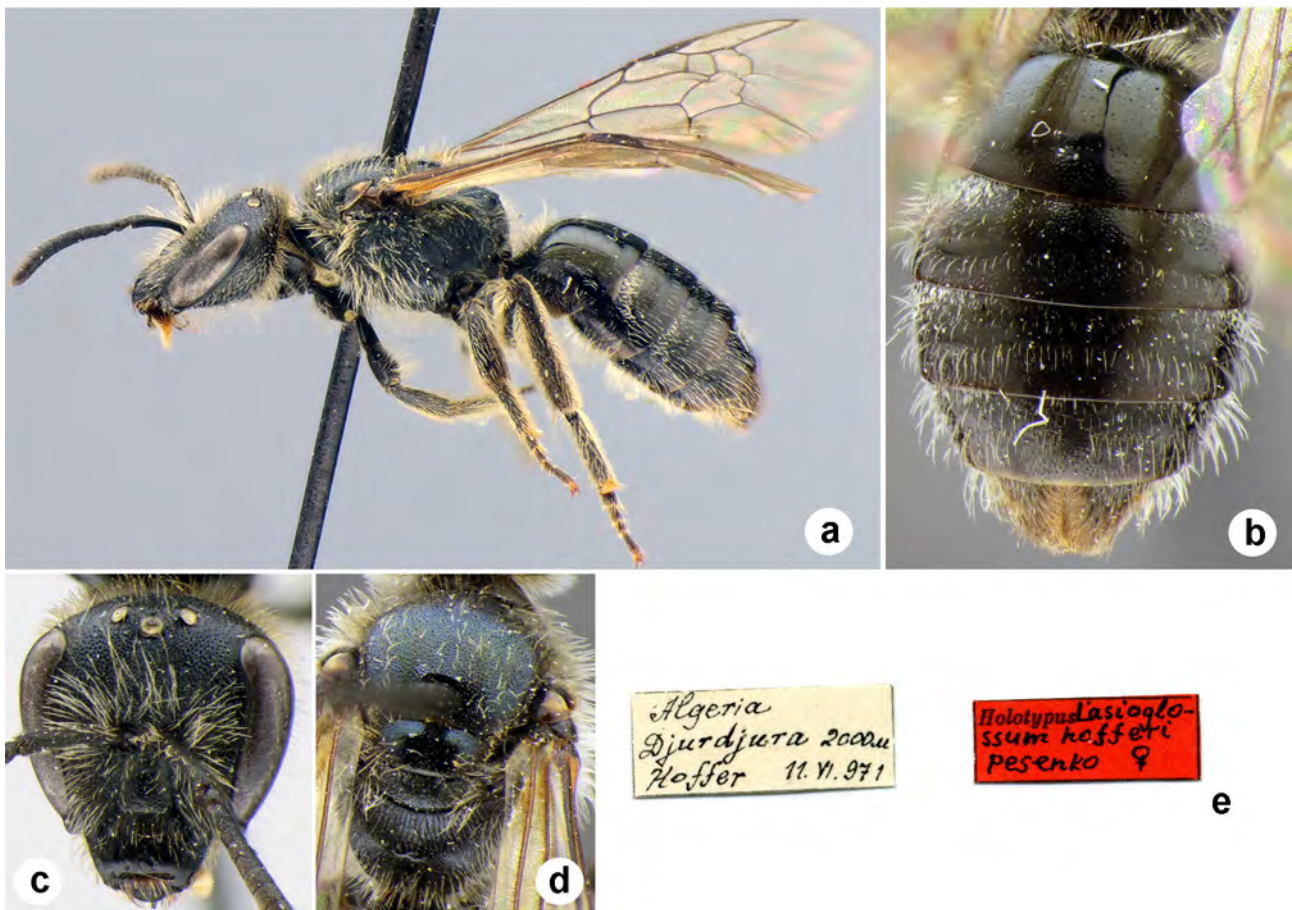 a
b
c
d
Algeria
Djurdjura 2000m
Hoffer 11.VI.971
Holotypus Lasioglo-
ssum hofferi
Pesenko ♀
e